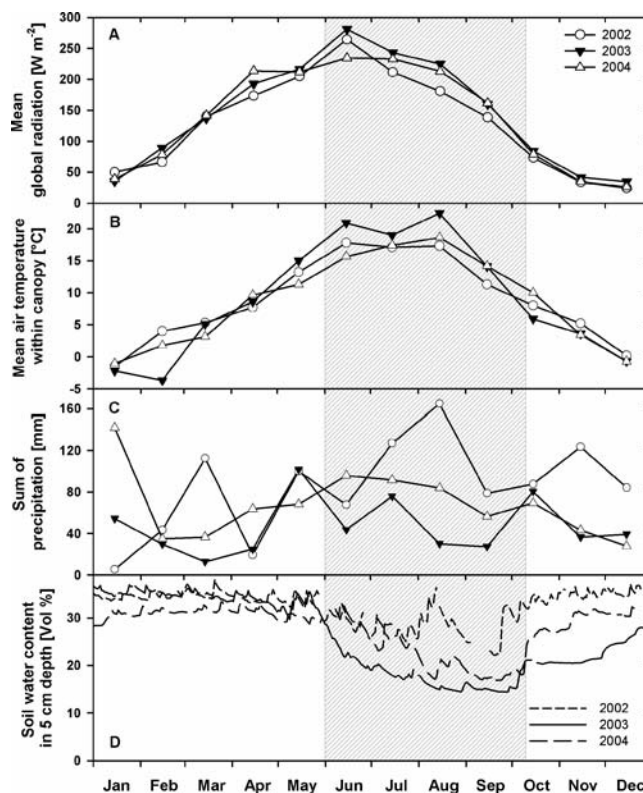 A
Mean
global radiation [W m-2]
300
250
200
150
100
50
0
2002
2003
2004
B
Mean air temperature
within canopy [°C]
20
15
10
5
0
-5
C
Sum of
precipitation [mm]
160
120
80
40
0
D
Soil water content
in 5 cm depth [Vol %]
30
20
10
0
2002
2003
2004
Jan Feb Mar Apr May Jun Jul Aug Sep Oct Nov Dec